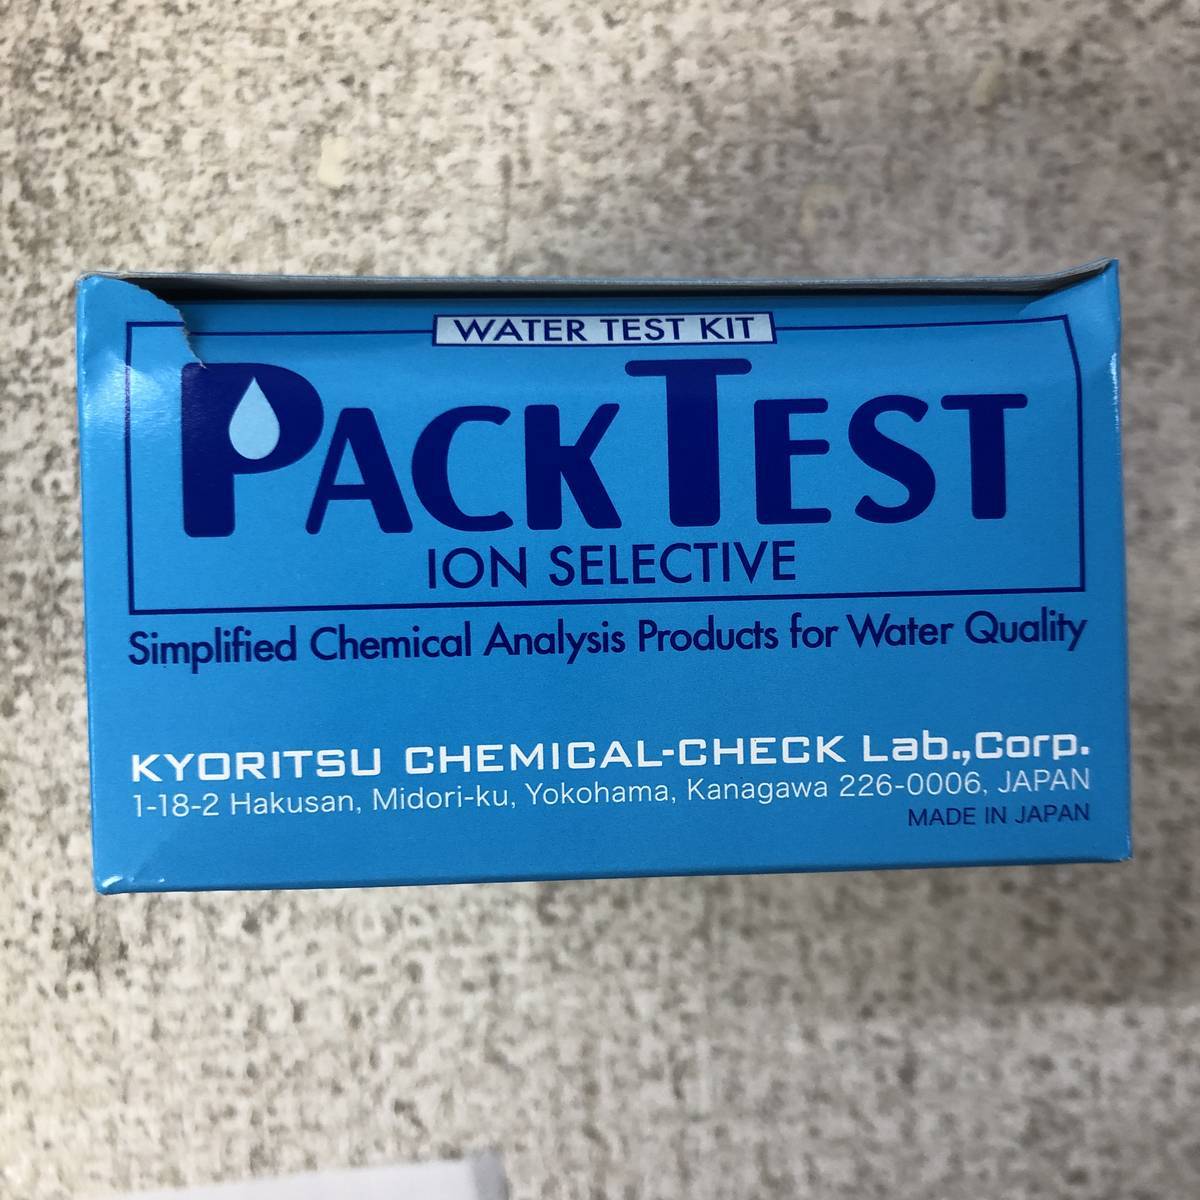 WATER TEST KIT
PACKTEST
ION SELECTIVE
Simplified Chemical Analysis Products for Water Quality
KYORITSU CHEMICAL-CHECK Lab.,Corp.
1-18-2 Hakusan, Midori-ku, Yokohama, Kanagawa 226-0006, JAPAN
MADE IN JAPAN